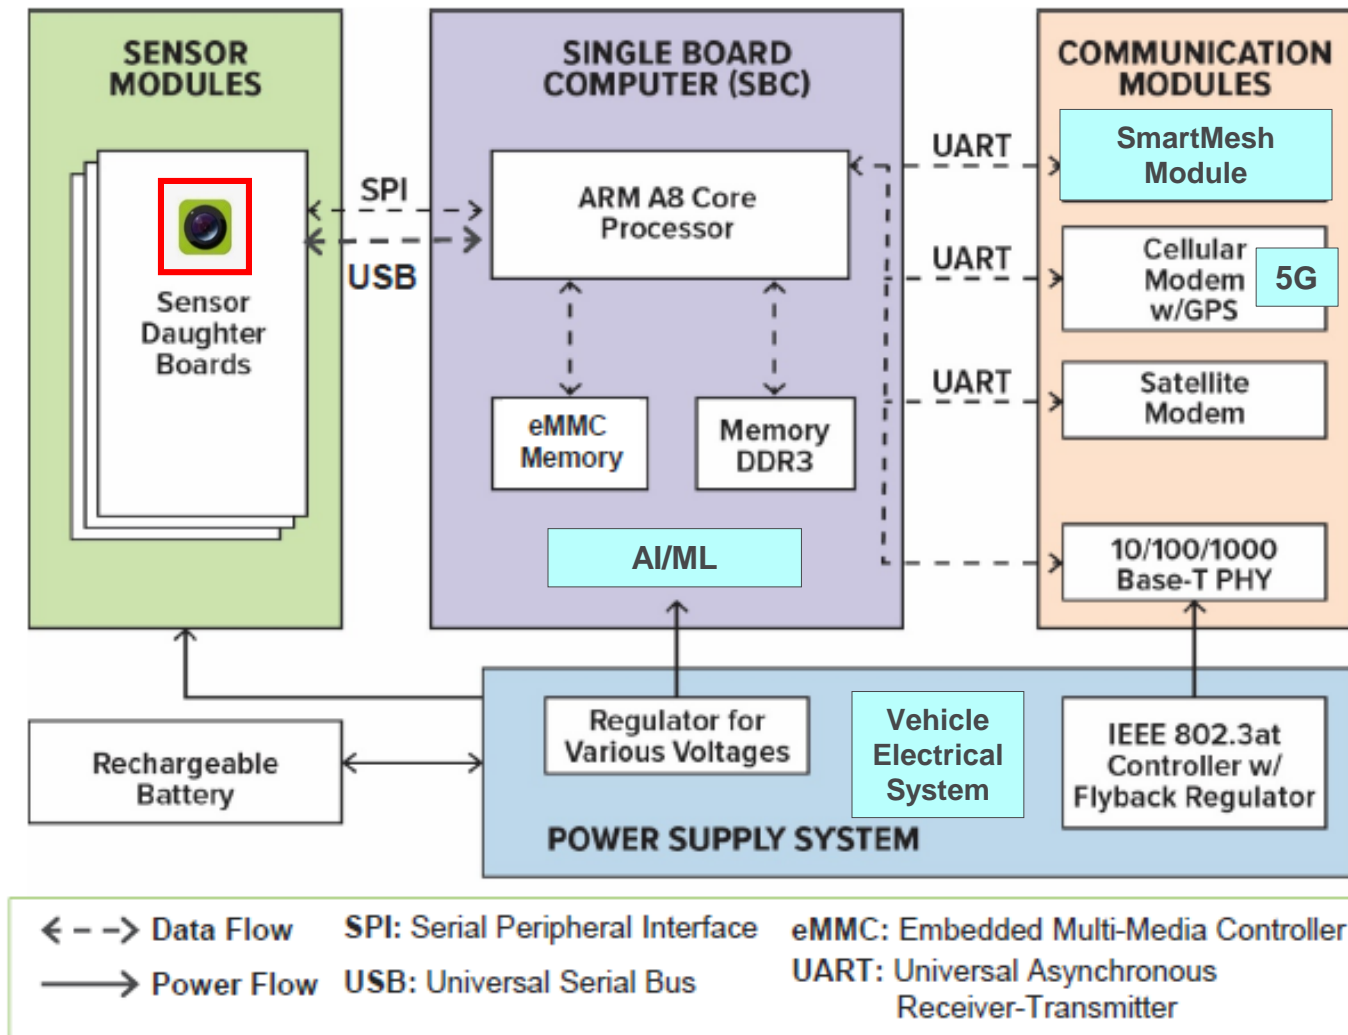 SENSOR
MODULES
Sensor
Daughter
Boards
SPI
USB
SINGLE BOARD
COMPUTER (SBC)
ARM A8 Core
Processor
eMMC
Memory
Memory
DDR3
AI/ML
UART
UART
UART
COMMUNICATION
MODULES
SmartMesh
Module
Cellular
Modem
w/GPS
5G
Satellite
Modem
10/100/1000
Base-T PHY
Rechargeable
Battery
Regulator for
Various Voltages
Vehicle
Electrical
System
IEEE 802.3at
Controller w/
Flyback Regulator
POWER SUPPLY SYSTEM
Data Flow
Power Flow
SPI: Serial Peripheral Interface
USB: Universal Serial Bus
eMMC: Embedded Multi-Media Controller
UART: Universal Asynchronous
Receiver-Transmitter